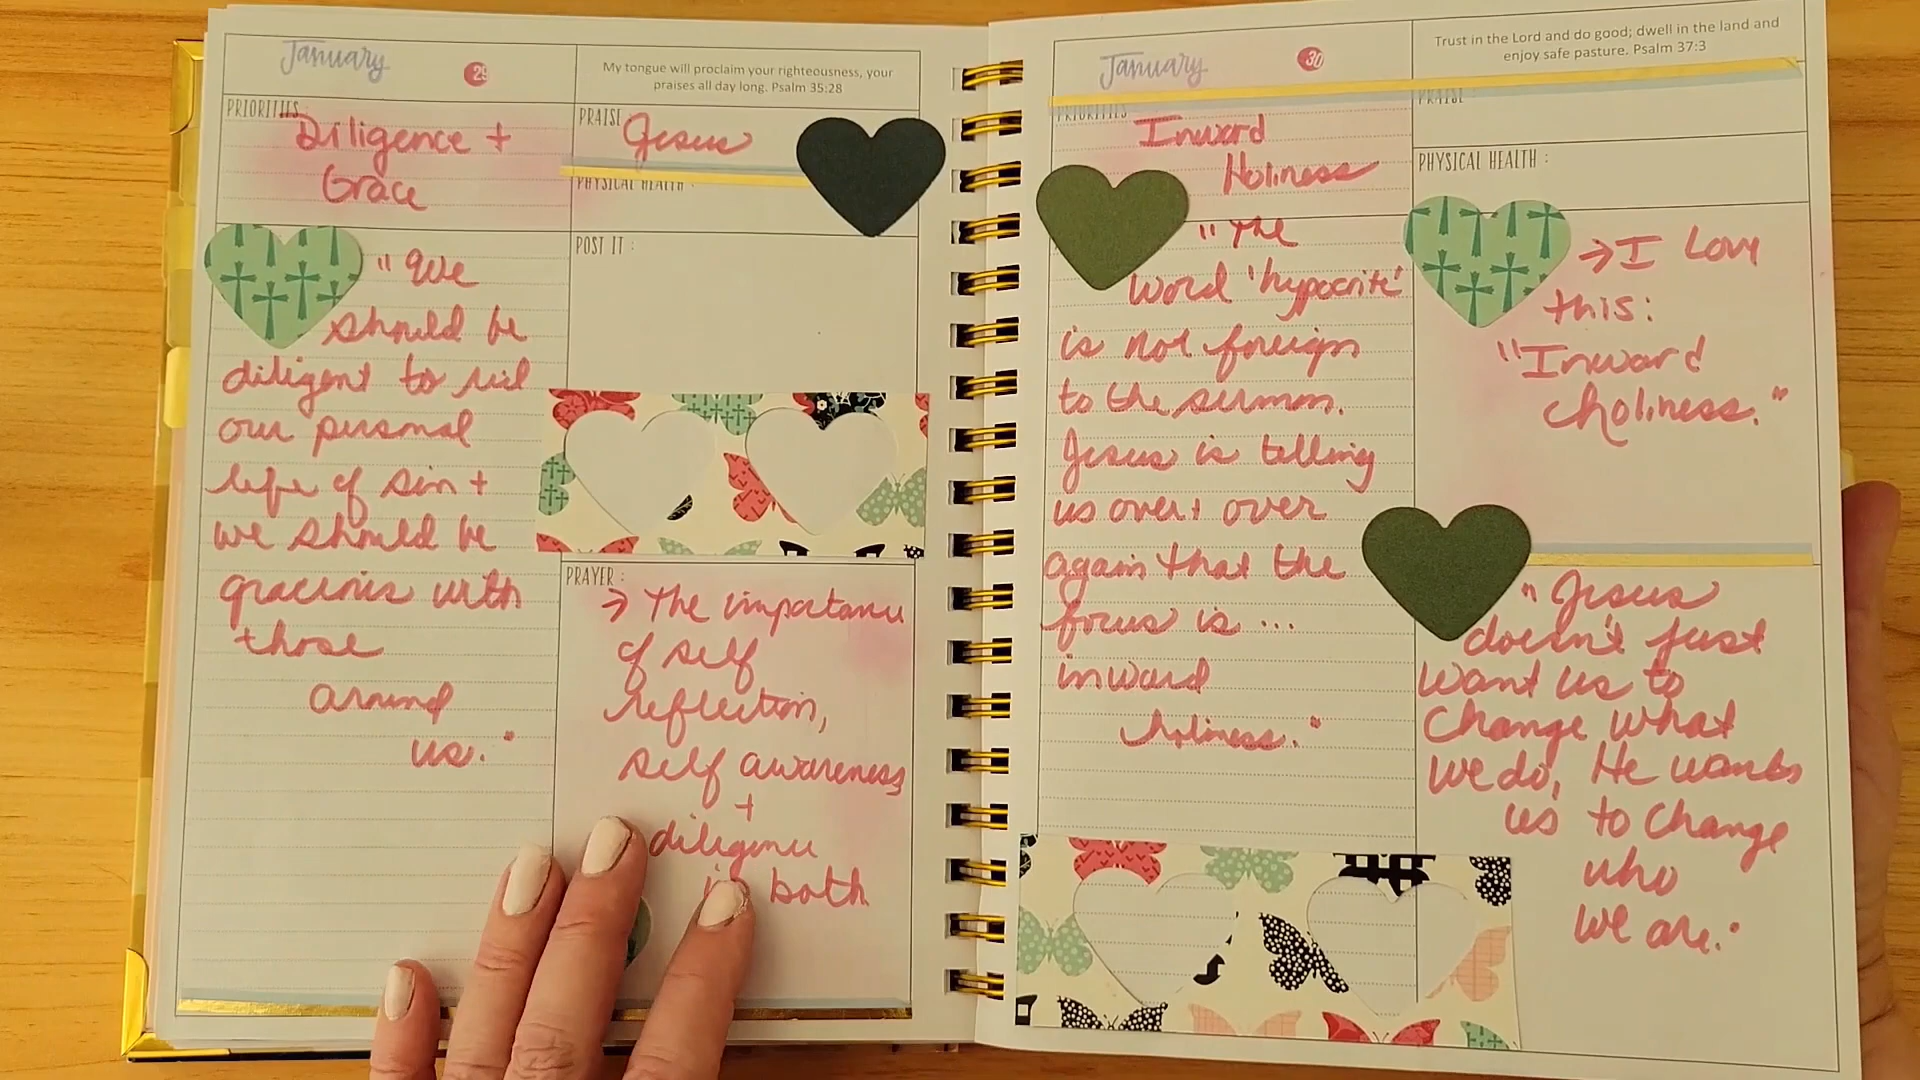 January
29
My tongue will proclaim your righteousness, your
praises all day long. Psalm 35:28
PRIORITIES:
Diligence +
Grace
PRAISE
Jesus
PHYSICAL HEALTH:
"We
should be
diligent to rid
our personal
life of sin +
we should be
gracious with
those
around
us."
POST IT:
PRAYER:
→ The importance
of self
reflection,
self awareness
+
diligence
in both
January
30
Trust in the Lord and do good; dwell in the land and
enjoy safe pasture. Psalm 37:3
PRIORITIES
Inward
Holiness
PRAISE:
PHYSICAL HEALTH:
"The
word 'hypocrite'
is not foreign
to the sermon.
Jesus is telling
us over + over
again that the
focus is ...
inward
holiness."
→ I Love
this:
"Inward
holiness."
"Jesus
doesn't just
want us to
change what
we do, He wants
us to change
who
we are."